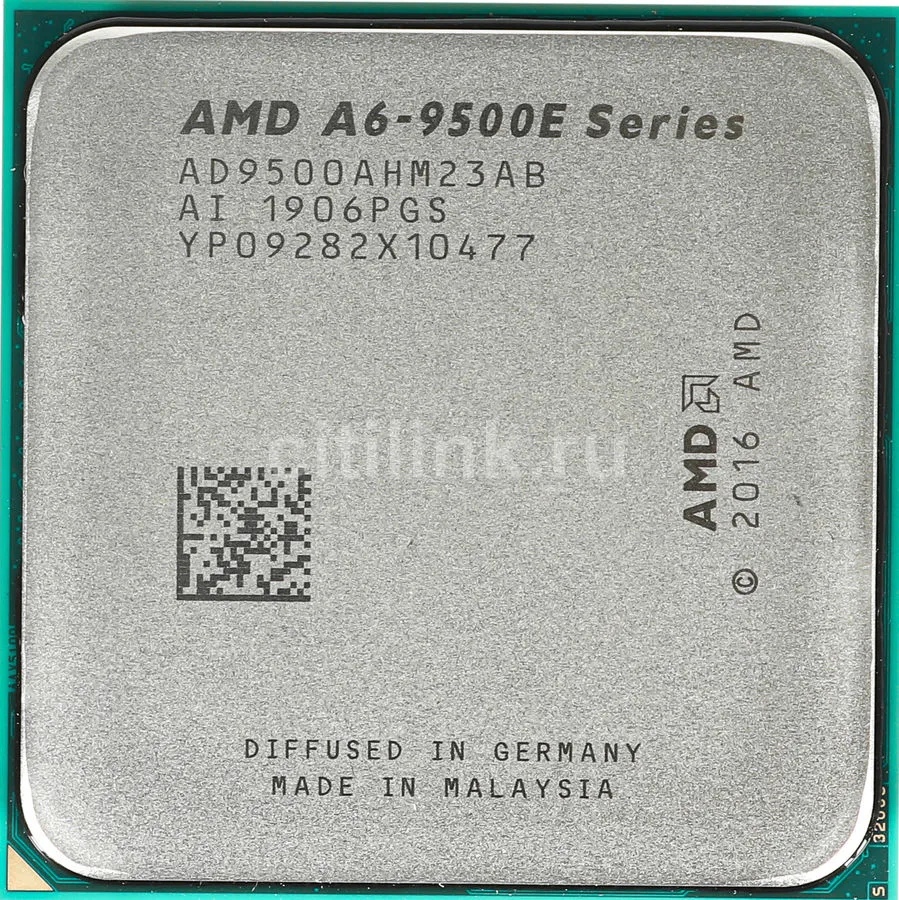 AMD A6-9500E Series
AD9500AHM23AB
AI 1906PGS
YP09282X10477
AMD
© 2016 AMD
citilink.ru
DIFFUSED IN GERMANY
MADE IN MALAYSIA